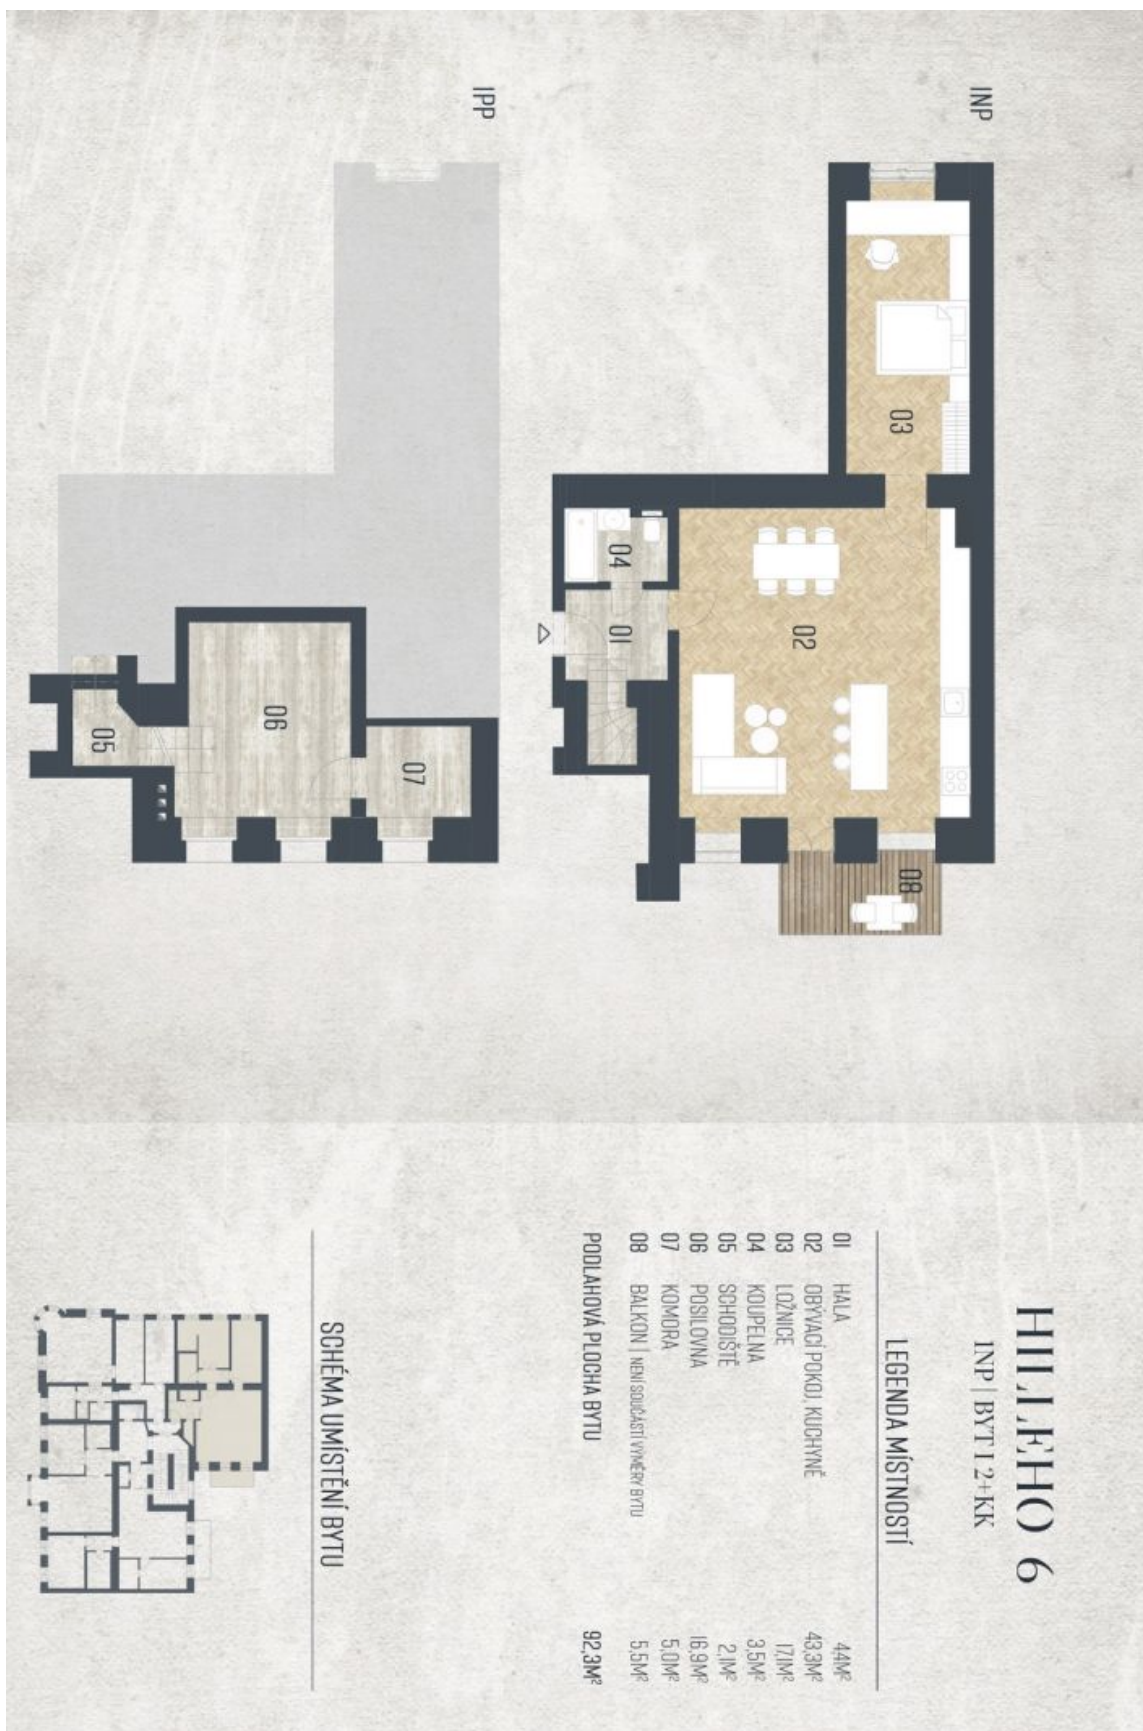 HILLEHO 6
1NP | BYT 1 2+KK
LEGENDA MÍSTNOSTÍ
01 HALA 4,4M²
02 OBÝVACÍ POKOJ, KUCHYNĚ 43,3M²
03 LOŽNICE 17,1M²
04 KOUPELNA 3,5M²
05 SCHODIŠTĚ 2,1M²
06 POSILOVNA 16,9M²
07 KOMORA 5,0M²
08 BALKON | NENÍ SOUČÁSTÍ VÝMĚRY BYTU 5,5M²
PODLAHOVÁ PLOCHA BYTU 92,3M²
SCHÉMA UMÍSTĚNÍ BYTU
1NP
03
02
04
01
08
1PP
06
07
05